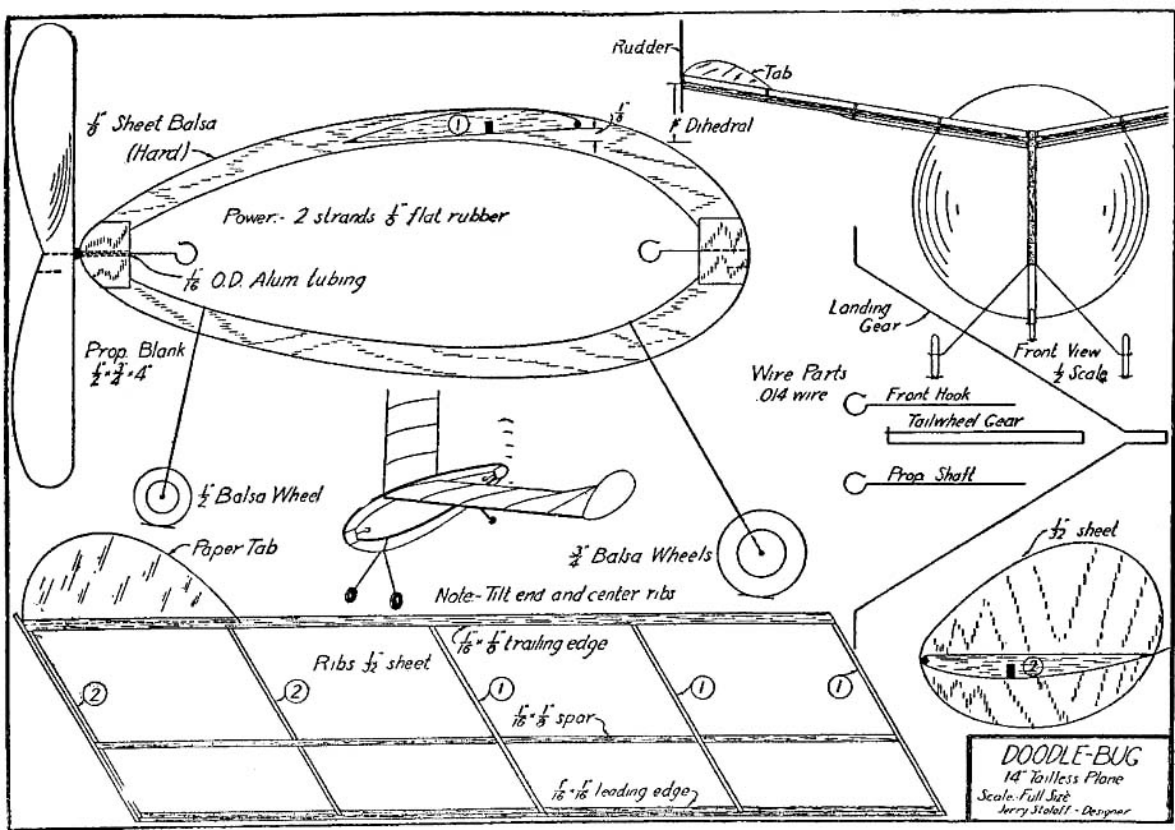 Rudder
Tab
1/8" Sheet Balsa
(Hard)
①
1/8"
1" Dihedral
Power:- 2 strands 1/8" flat rubber
1/16" O.D. Alum tubing
Landing
Gear
Prop. Blank
1/2" × 3/4" × 4"
Front View
1/2 Scale
Wire Parts
.014 wire
Front Hook
Tailwheel Gear
Prop. Shaft
1/2" Balsa Wheel
3/4" Balsa Wheels
1/32" sheet
Paper Tab
Note:- Tilt end and center ribs
1/16" × 1/8" trailing edge
Ribs 1/32" sheet
② ② ① ① ①
②
1/16" × 1/8" spar
1/16" × 1/16" leading edge
DOODLE-BUG
14" Tailless Plane
Scale:- Full Size
Jerry Stoloff - Designer